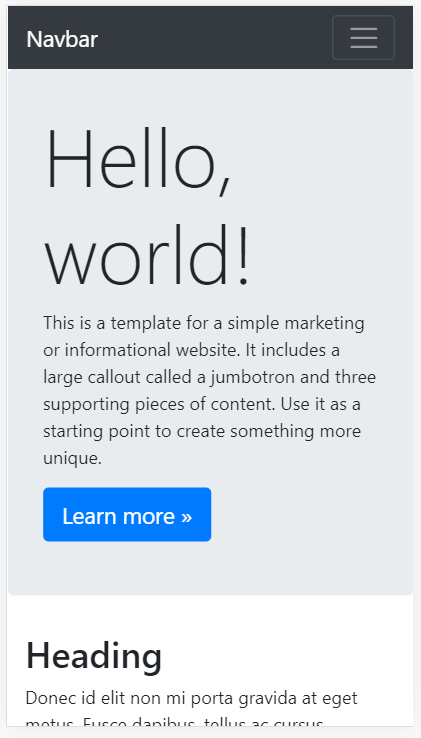 Navbar
Hello,
world!
This is a template for a simple marketing
or informational website. It includes a
large callout called a jumbotron and three
supporting pieces of content. Use it as a
starting point to create something more
unique.
Learn more »
Heading
Donec id elit non mi porta gravida at eget
metus. Fusce dapibus, tellus ac cursus